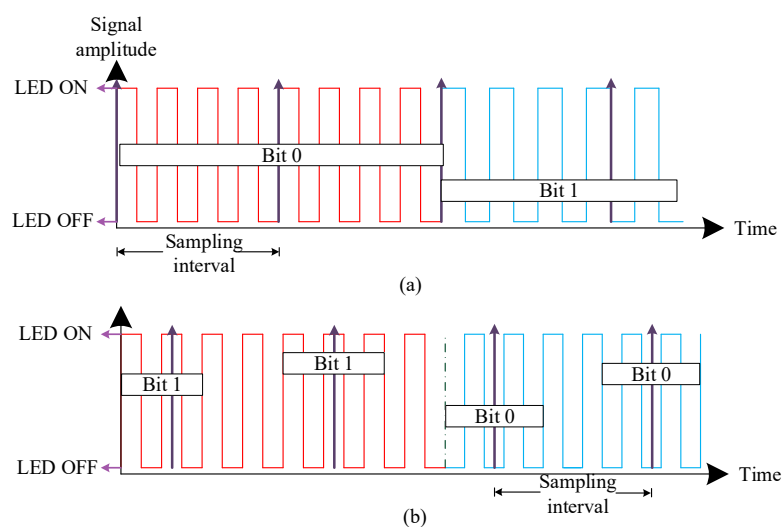 Signal
amplitude
LED ON
Bit 0
Bit 1
LED OFF
Time
Sampling
interval
(a)
LED ON
Bit 1
Bit 1
Bit 0
Bit 0
LED OFF
Time
Sampling
interval
(b)